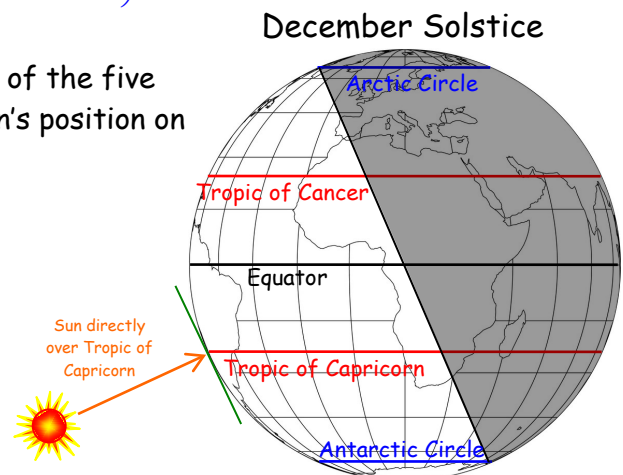 December Solstice
of the five
n's position on
Arctic Circle
Tropic of Cancer
Equator
Sun directly
over Tropic of
Capricorn
Tropic of Capricorn
Antarctic Circle